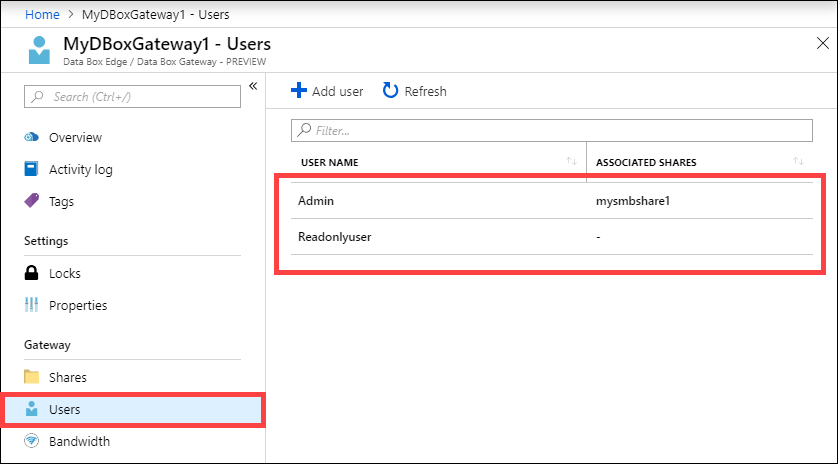 Home > MyDBoxGateway1 - Users
MyDBoxGateway1 - Users
Data Box Edge / Data Box Gateway - PREVIEW
Search (Ctrl+/)
Overview
Activity log
Tags
Settings
Locks
Properties
Gateway
Shares
Users
Bandwidth
Add user Refresh
Filter...
USER NAME ASSOCIATED SHARES
Admin mysmbshare1
Readonlyuser -